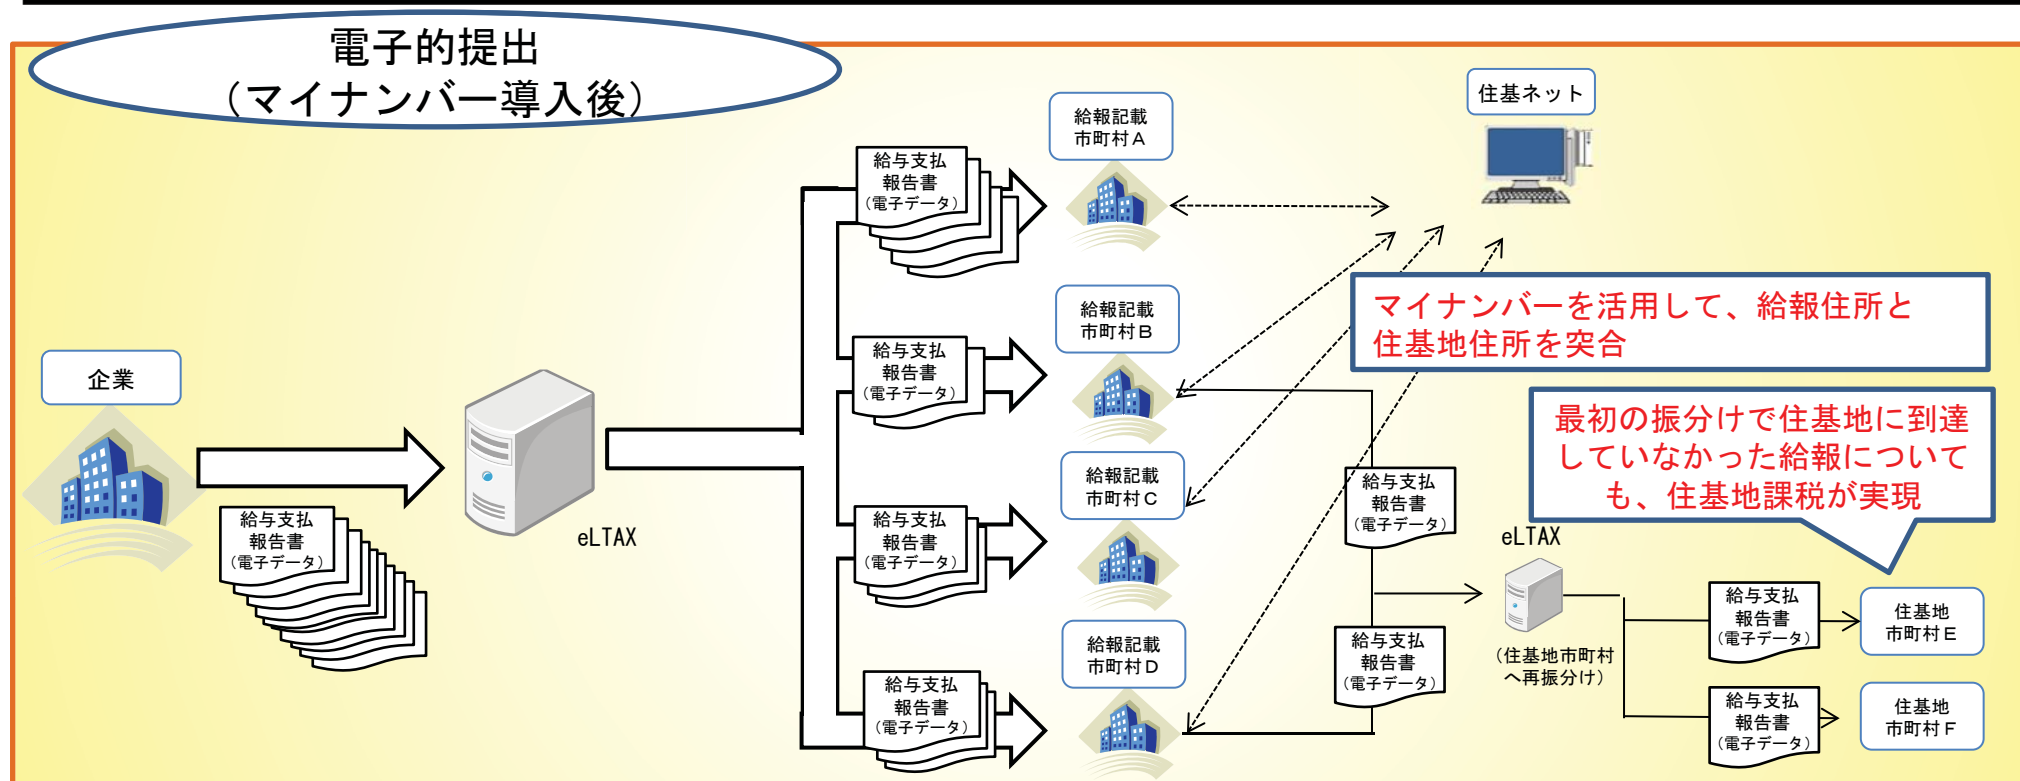 電子的提出
（マイナンバー導入後）
企業
給与支払
報告書
（電子データ）
eLTAX
給与支払
報告書
（電子データ）
給報記載
市町村Ａ
給与支払
報告書
（電子データ）
給報記載
市町村Ｂ
給与支払
報告書
（電子データ）
給報記載
市町村Ｃ
給与支払
報告書
（電子データ）
給報記載
市町村Ｄ
住基ネット
マイナンバーを活用して、給報住所と
住基地住所を突合
最初の振分けで住基地に到達
していなかった給報について
も、住基地課税が実現
給与支払
報告書
（電子データ）
給与支払
報告書
（電子データ）
eLTAX
（住基地市町村
へ再振分け）
給与支払
報告書
（電子データ）
住基地
市町村Ｅ
給与支払
報告書
（電子データ）
住基地
市町村Ｆ